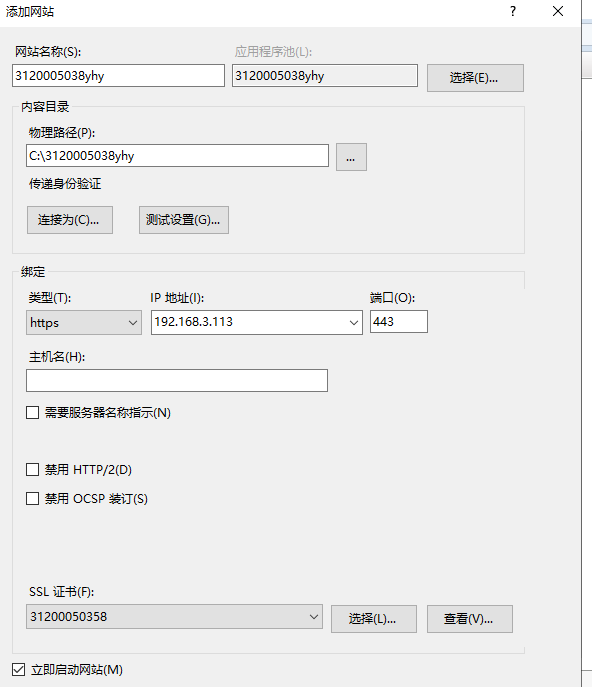 添加网站 ?
网站名称(S): 应用程序池(L):
3120005038yhy 3120005038yhy 选择(E)...
内容目录
物理路径(P):
C:\3120005038yhy ...
传递身份验证
连接为(C)... 测试设置(G)...
绑定
类型(T): IP 地址(I): 端口(O):
https 192.168.3.113 443
主机名(H):
需要服务器名称指示(N)
禁用 HTTP/2(D)
禁用 OCSP 装订(S)
SSL 证书(F):
31200050358 选择(L)... 查看(V)...
立即启动网站(M)